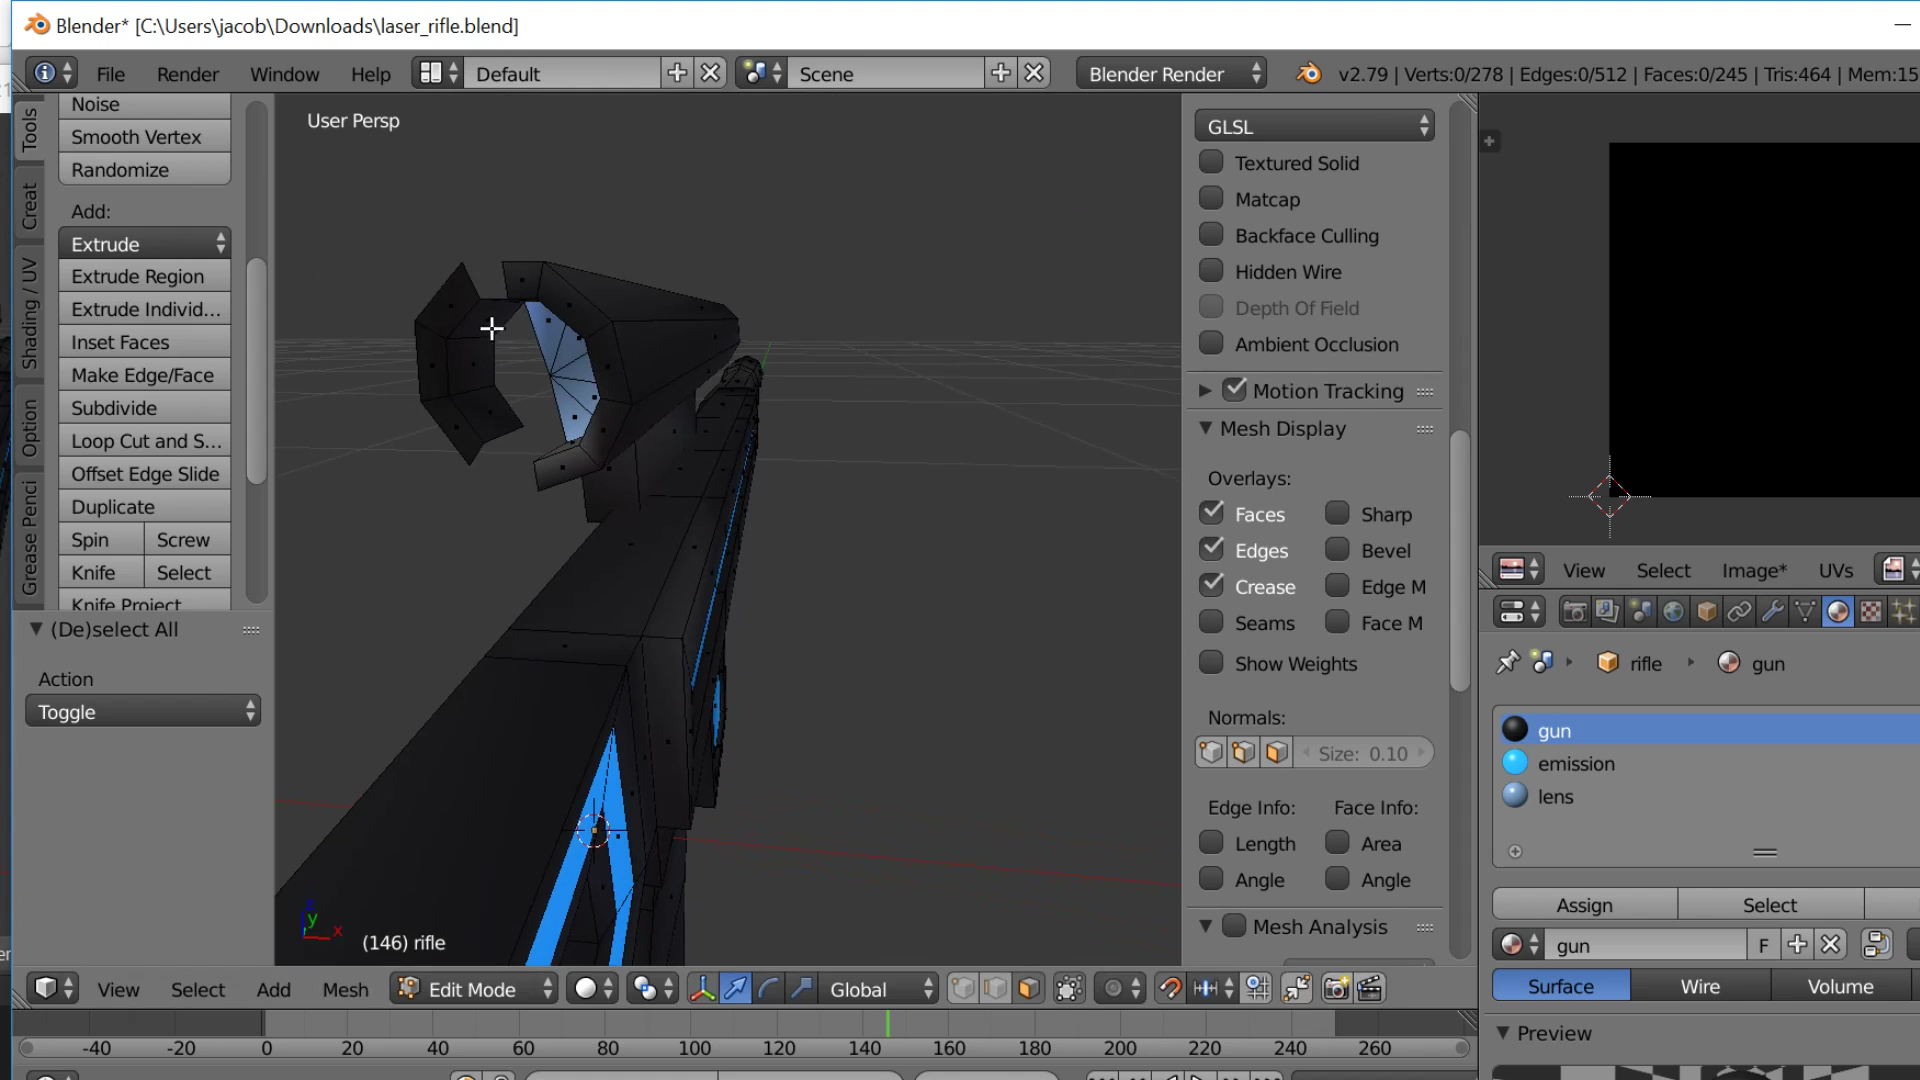 Blender* [C:\Users\jacob\Downloads\laser_rifle.blend]
File Render Window Help Default Scene Blender Render v2.79 | Verts:0/278 | Edges:0/512 | Faces:0/245 | Tris:464 | Mem:15
Tools
Creat
Shading / UV
Option
Grease Penci
Noise
Smooth Vertex
Randomize
Add:
Extrude
Extrude Region
Extrude Individ...
Inset Faces
Make Edge/Face
Subdivide
Loop Cut and S...
Offset Edge Slide
Duplicate
Spin Screw
Knife Select
Knife Project
(De)select All
Action
Toggle
User Persp
z
y
x
(146) rifle
GLSL
Textured Solid
Matcap
Backface Culling
Hidden Wire
Depth Of Field
Ambient Occlusion
Motion Tracking
Mesh Display
Overlays:
Faces Sharp
Edges Bevel
Crease Edge M
Seams Face M
Show Weights
Normals:
Size: 0.10
Edge Info: Face Info:
Length Area
Angle Angle
Mesh Analysis
View Select Image* UVs
rifle gun
gun
emission
lens
Assign Select
gun F
Surface Wire Volume
Preview
View Select Add Mesh Edit Mode Global
-40 -20 0 20 40 60 80 100 120 140 160 180 200 220 240 260